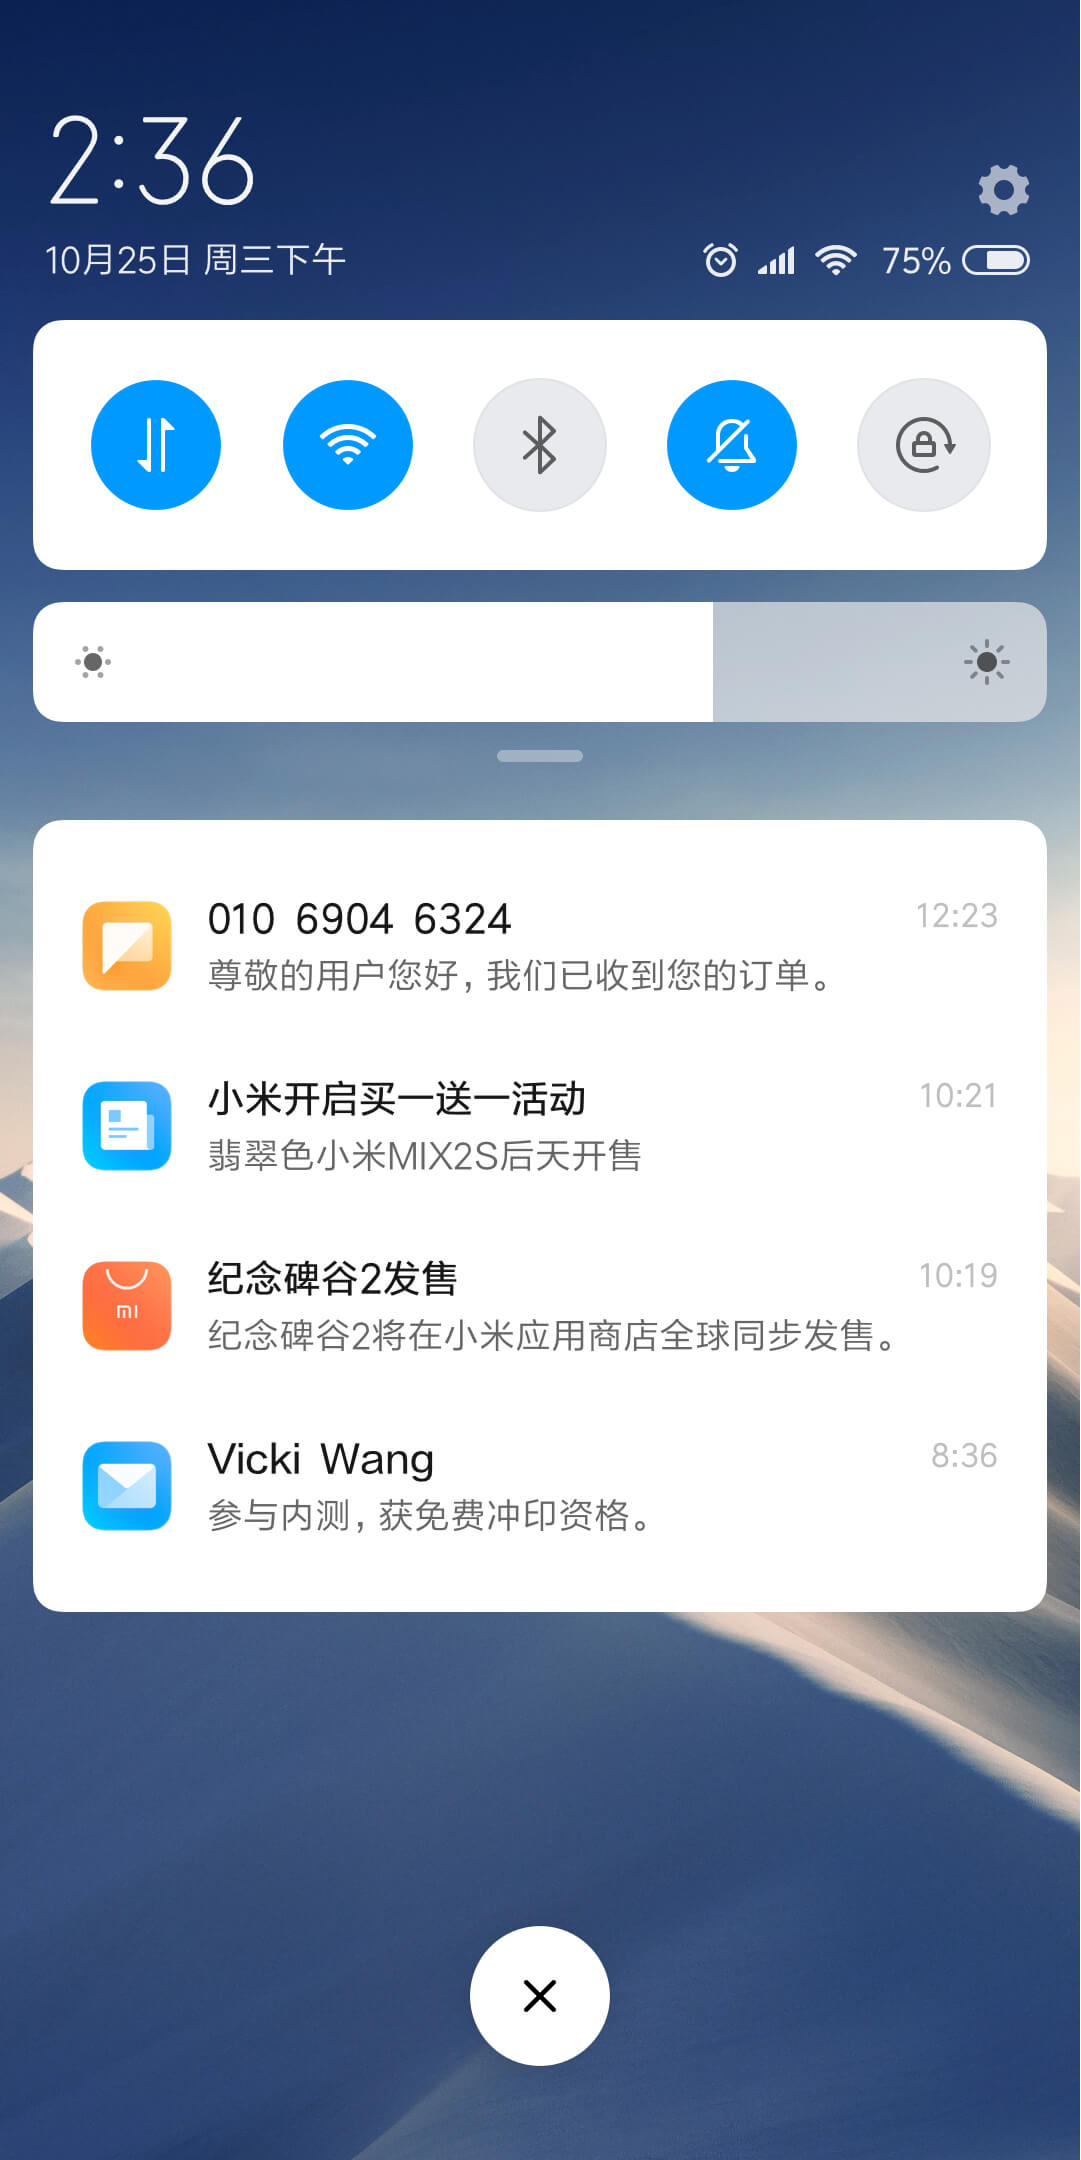 2:36
10月25日 周三下午
75%
010 6904 6324
12:23
尊敬的用户您好，我们已收到您的订单。
小米开启买一送一活动
10:21
翡翠色小米MIX2S后天开售
纪念碑谷2发售
10:19
MI
纪念碑谷2将在小米应用商店全球同步发售。
Vicki Wang
8:36
参与内测，获免费冲印资格。